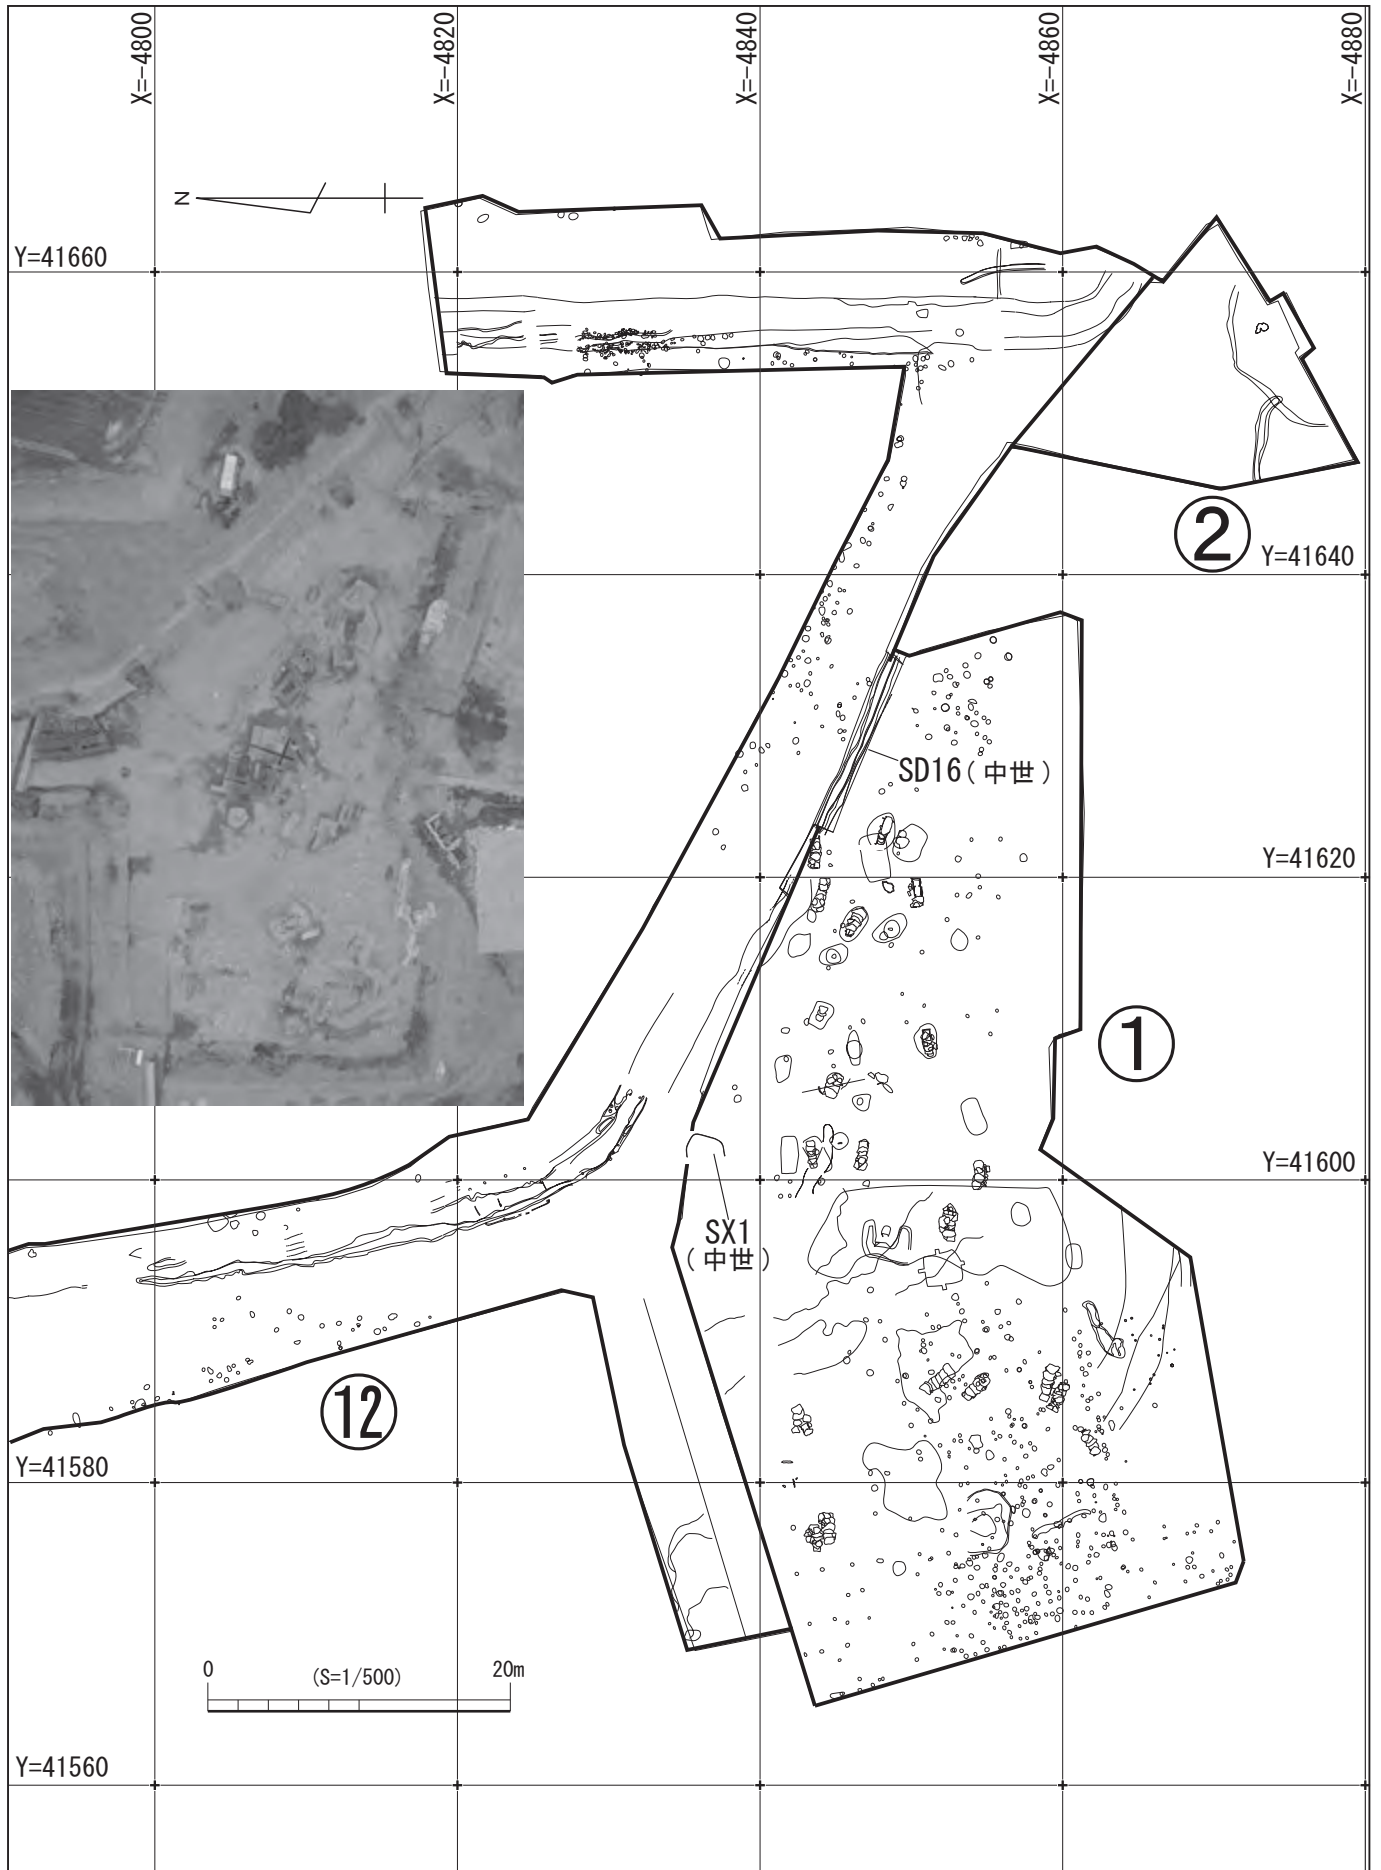 X=-4800
X=-4820
X=-4840
X=-4860
X=-4880
N
Y=41660
②
Y=41640
SD16（中世）
Y=41620
①
Y=41600
SX1
（中世）
⑫
Y=41580
0 (S=1/500) 20m
Y=41560